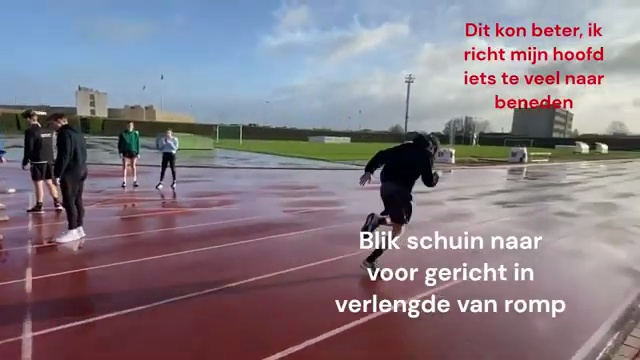 Dit kon beter, ik
richt mijn hoofd
iets te veel naar
beneden
Blik schuin naar
voor gericht in
verlengde van romp